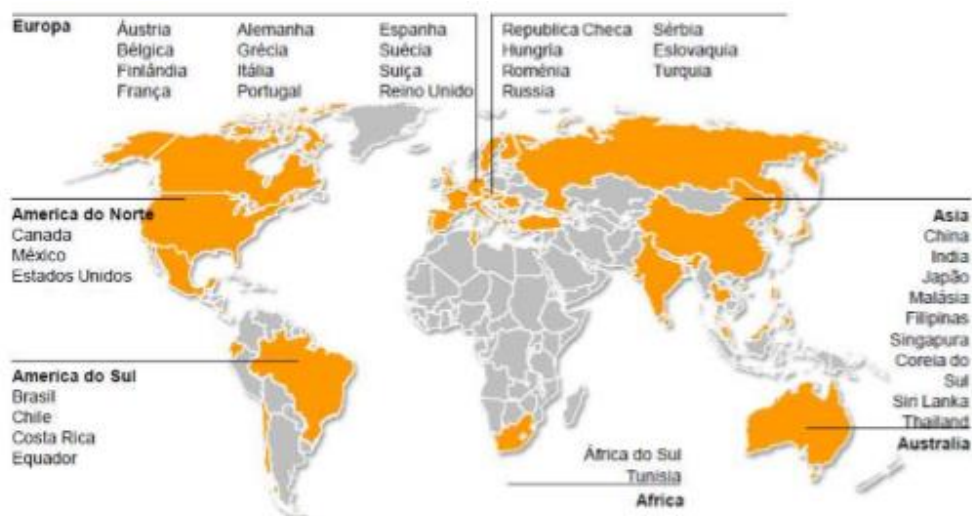 Europa
Áustria
Bélgica
Finlândia
França
Alemanha
Grécia
Itália
Portugal
Espanha
Suécia
Suiça
Reino Unido
Republica Checa
Hungria
Roménia
Russia
Sérbia
Eslovaquia
Turquia
America do Norte
Canada
México
Estados Unidos
America do Sul
Brasil
Chile
Costa Rica
Equador
Asia
China
India
Japão
Malásia
Filipinas
Singapura
Coreia do
Sul
Siri Lanka
Thailand
Australia
África do Sul
Tunisia
Africa